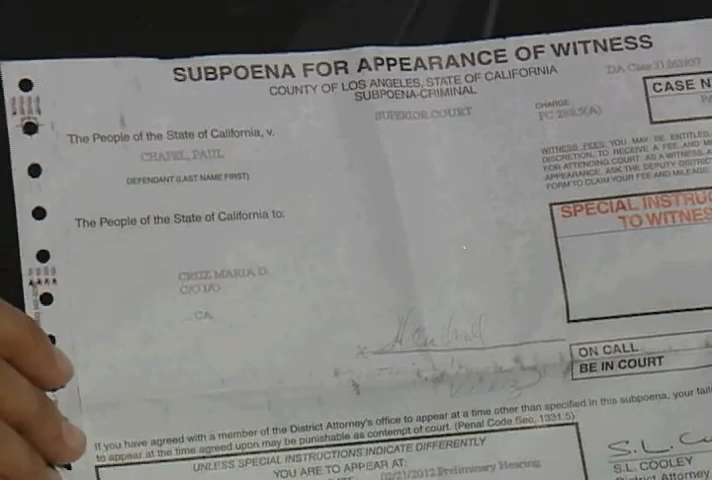 SUBPOENA FOR APPEARANCE OF WITNESS
COUNTY OF LOS ANGELES, STATE OF CALIFORNIA
SUBPOENA-CRIMINAL
DA Case
SUPERIOR COURT
CHARGE
CASE N
The People of the State of California, v.
CHAPEL, PAUL
DEFENDANT (LAST NAME FIRST)
WITNESS FEES, YOU MAY BE ENTITLED,
DISCRETION, TO RECEIVE A FEE AND MI
FOR ATTENDING COURT AS A WITNESS. A
APPEARANCE, ASK THE DEPUTY DISTRICT
FORM TO CLAIM YOUR FEE AND MILEAGE.
The People of the State of California to:
SPECIAL INSTRUC
TO WITNES
CRUZ MARIA D.
C/O I/O
CA
X
ON CALL
BE IN COURT
If you have agreed with a member of the District Attorney's office to appear at a time other than specified in this subpoena, your fail
to appear at the time agreed upon may be punishable as contempt of court. (Penal Code Sec. 1331.5)
UNLESS SPECIAL INSTRUCTIONS INDICATE DIFFERENTLY
YOU ARE TO APPEAR AT:
02/21/2012 Preliminary Hearing
S.L. Co
S.L. COOLEY
District Attorney